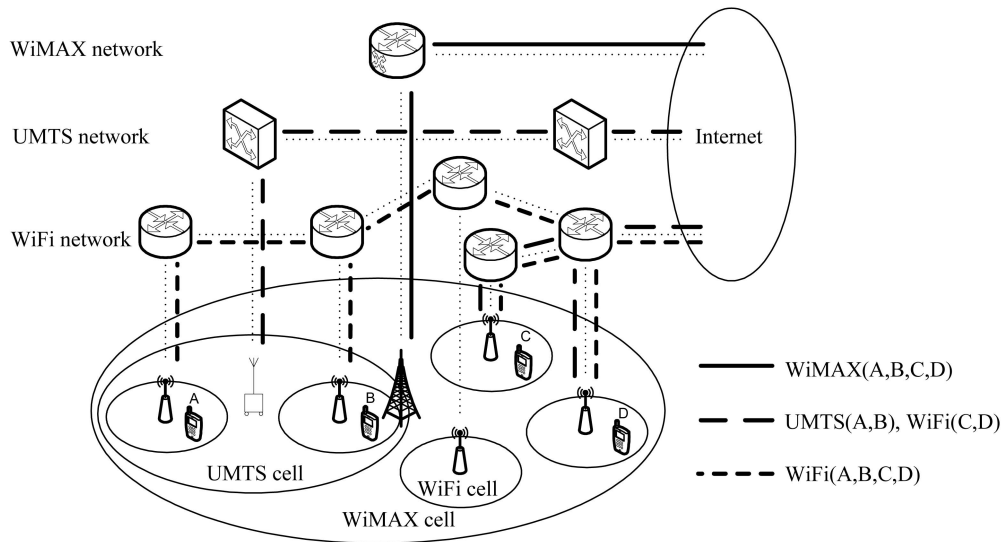 WiMAX network
UMTS network
Internet
WiFi network
C
A
B
D
UMTS cell
WiFi cell
WiMAX cell
WiMAX(A,B,C,D)
UMTS(A,B), WiFi(C,D)
WiFi(A,B,C,D)